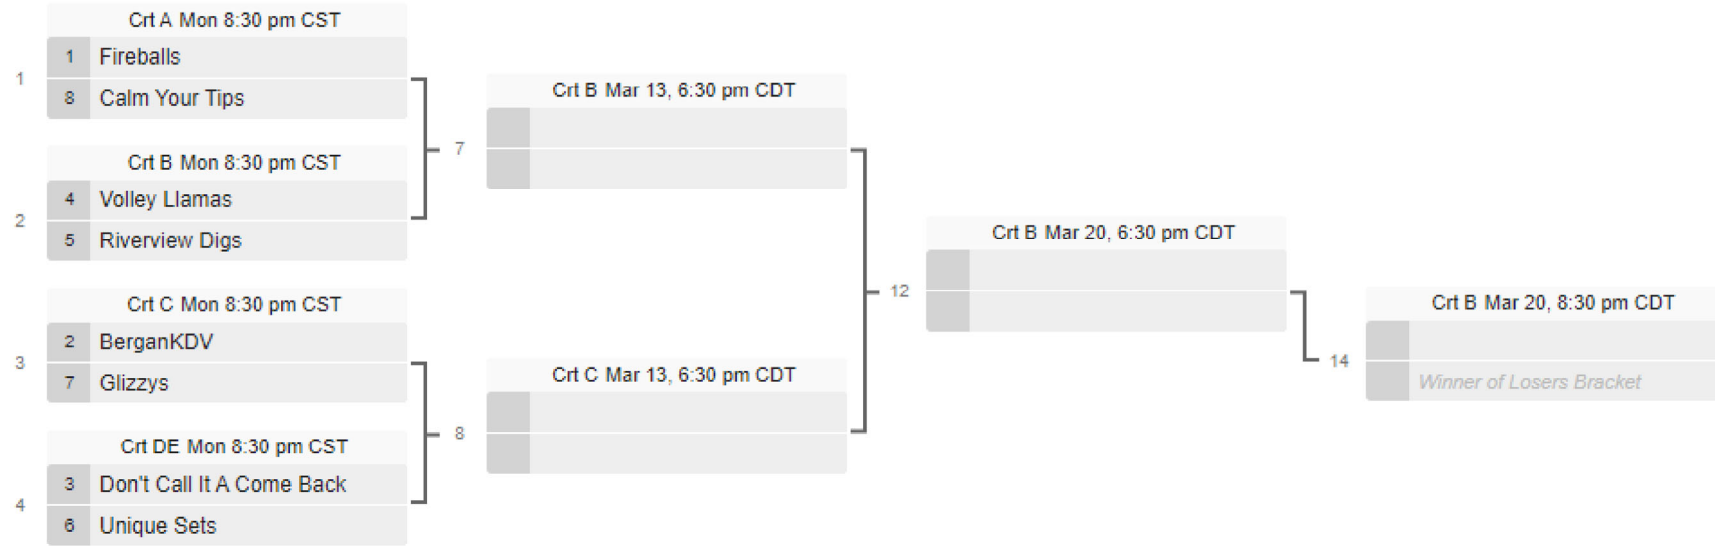 Crt A Mon 8:30 pm CST
1
1 Fireballs
8 Calm Your Tips
Crt B Mon 8:30 pm CST
2
4 Volley Llamas
5 Riverview Digs
Crt C Mon 8:30 pm CST
3
2 BerganKDV
7 Glizzys
Crt DE Mon 8:30 pm CST
4
3 Don't Call It A Come Back
6 Unique Sets
Crt B Mar 13, 6:30 pm CDT
7
Crt C Mar 13, 6:30 pm CDT
8
Crt B Mar 20, 6:30 pm CDT
12
Crt B Mar 20, 8:30 pm CDT
14
Winner of Losers Bracket